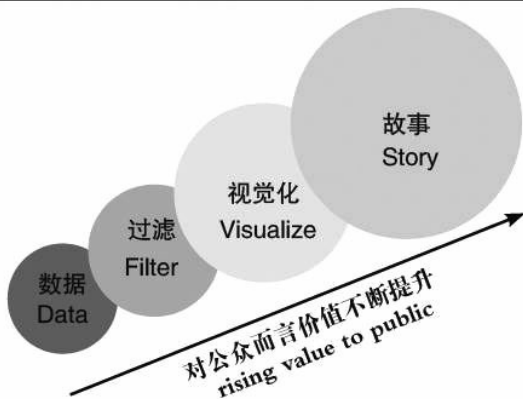 数据
Data
过滤
Filter
视觉化
Visualize
故事
Story
对公众而言价值不断提升
rising value to public